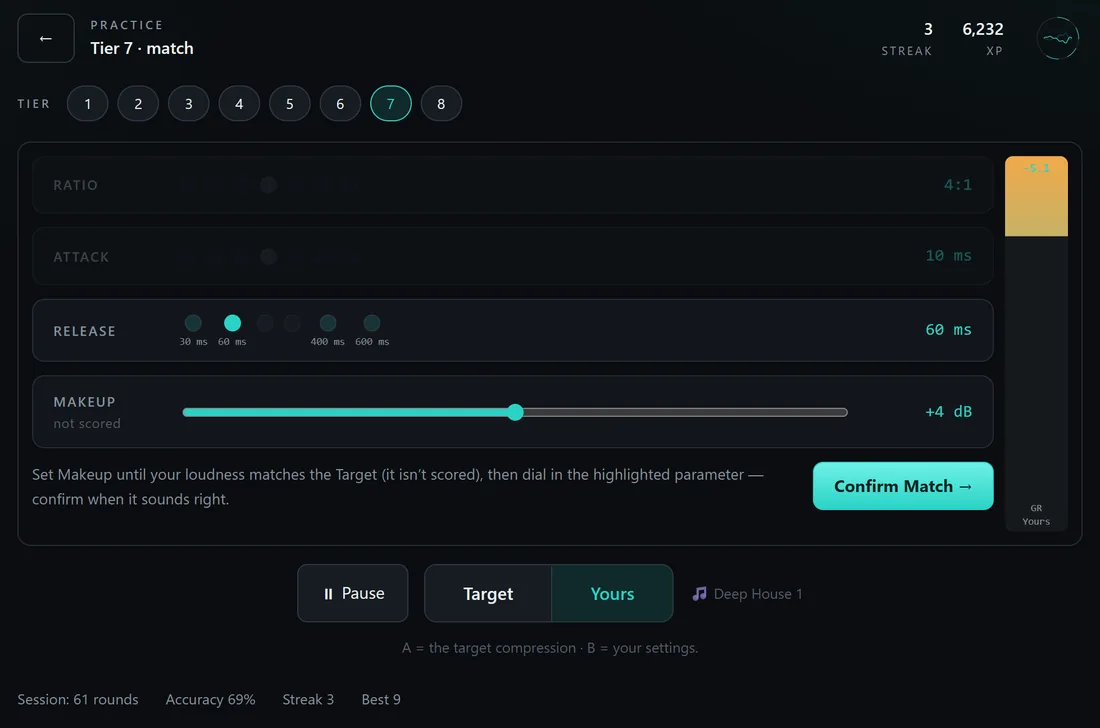 ←
PRACTICE
Tier 7 · match
3
STREAK
6,232
XP
TIER
1
2
3
4
5
6
7
8
RATIO
4:1
ATTACK
10 ms
RELEASE
30 ms
60 ms
400 ms
600 ms
60 ms
MAKEUP
not scored
+4 dB
Set Makeup until your loudness matches the Target (it isn’t scored), then dial in the highlighted parameter —
confirm when it sounds right.
Confirm Match →
-5.1
GR
Yours
Pause
Target
Yours
Deep House 1
A = the target compression · B = your settings.
Session: 61 rounds
Accuracy 69%
Streak 3
Best 9